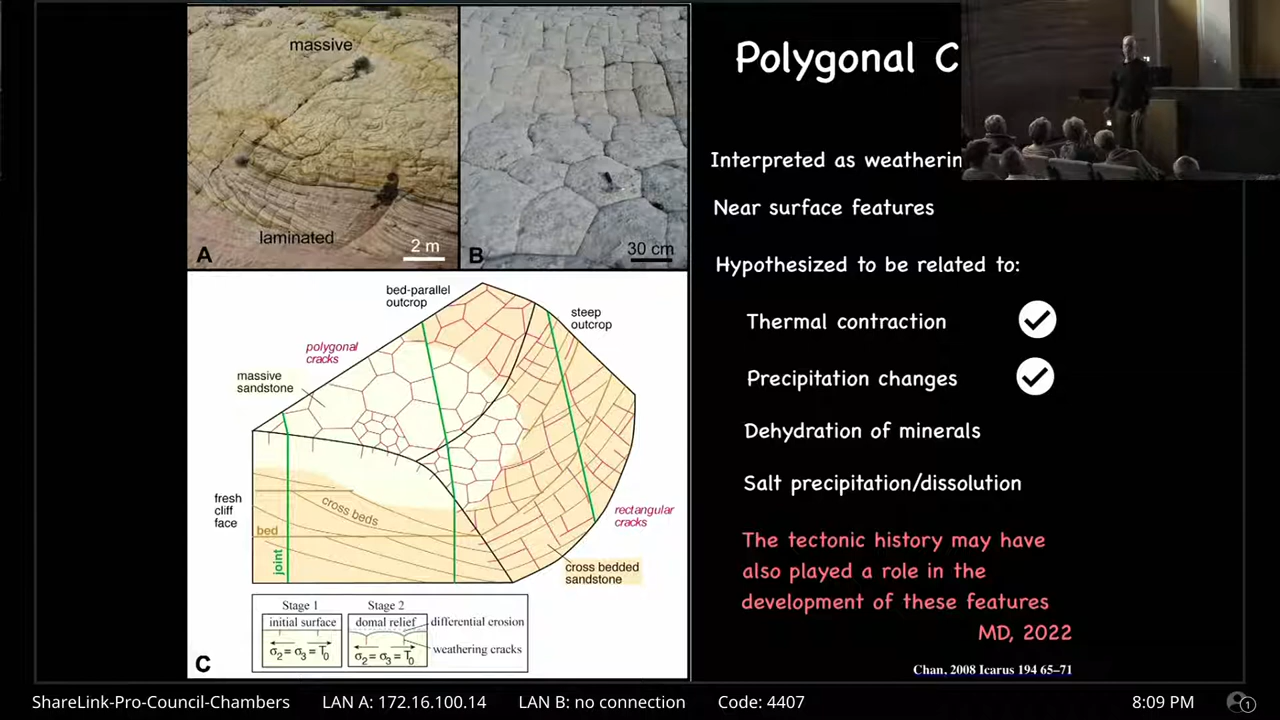 massive
laminated
A
2 m
B
30 cm
bed-parallel
outcrop
steep
outcrop
polygonal
cracks
massive
sandstone
fresh
cliff
face
cross beds
bed
joint
rectangular
cracks
cross bedded
sandstone
Stage 1
Stage 2
initial surface
domal relief
differential erosion
weathering cracks
σ2 = σ3 = T0
σ2 = σ3 = T0
C
Polygonal C
Interpreted as weatherin
Near surface features
Hypothesized to be related to:
Thermal contraction
Precipitation changes
Dehydration of minerals
Salt precipitation/dissolution
The tectonic history may have
also played a role in the
development of these features
MD, 2022
Chan, 2008 Icarus 194 65–71
ShareLink-Pro-Council-Chambers LAN A: 172.16.100.14 LAN B: no connection Code: 4407 8:09 PM 1